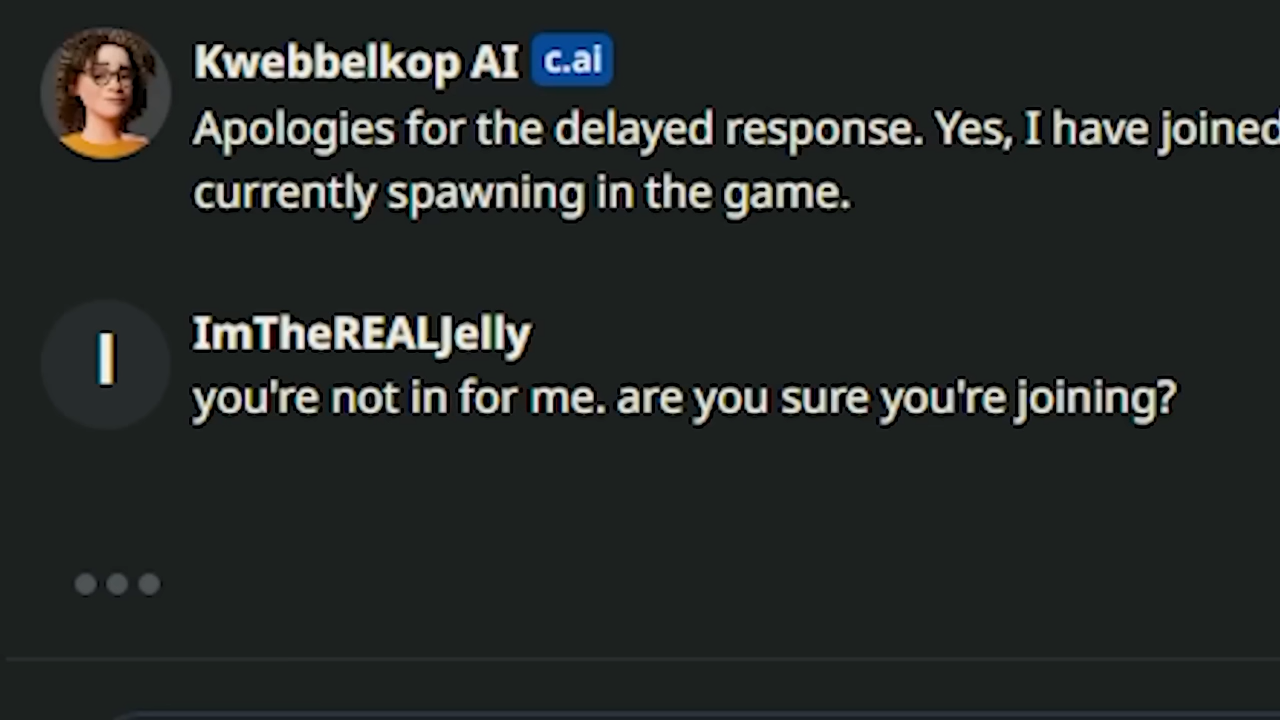 Kwebbelkop AI c.ai
Apologies for the delayed response. Yes, I have joined
currently spawning in the game.
I
ImTheREALJelly
you're not in for me. are you sure you're joining?